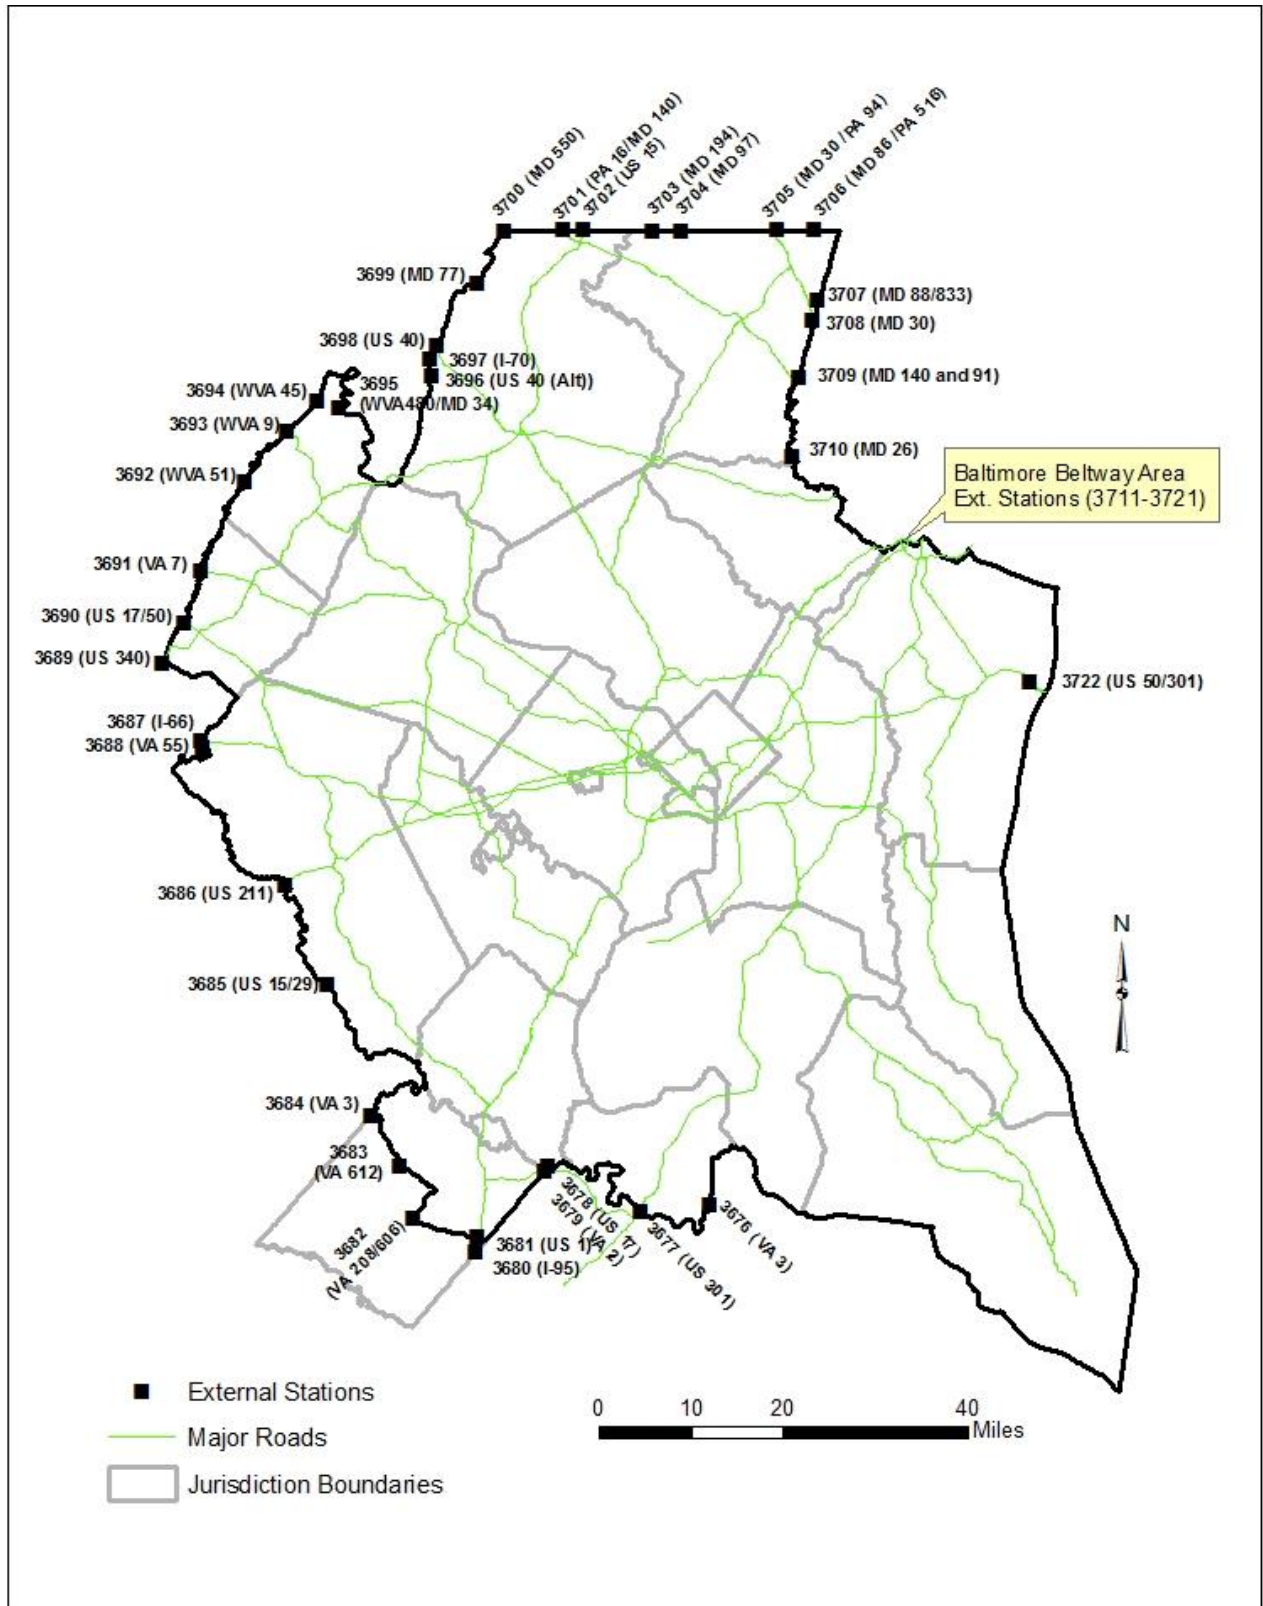 3700 (MD 550)
3701 (PA 16/MD 140)
3702 (US 15)
3703 (MD 194)
3704 (MD 97)
3705 (MD 30 /PA 94)
3706 (MD 86 /PA 516)
3699 (MD 77)
3707 (MD 88/833)
3708 (MD 30)
3698 (US 40)
3697 (I-70)
3696 (US 40 (Alt))
3709 (MD 140 and 91)
3694 (WVA 45)
3695
(WVA480/MD 34)
3693 (WVA 9)
3710 (MD 26)
3692 (WVA 51)
Baltimore Beltway Area
Ext. Stations (3711-3721)
3691 (VA 7)
3690 (US 17/50)
3689 (US 340)
3722 (US 50/301)
3687 (I-66)
3688 (VA 55)
3686 (US 211)
N
3685 (US 15/29)
3684 (VA 3)
3683
(VA 612)
3682
(VA 208/606)
3681 (US 1)
3680 (I-95)
3678 (US 17)
3679 (VA 2)
3677 (US 301)
3676 (VA 3)
External Stations
Major Roads
Jurisdiction Boundaries
0 10 20 40
Miles